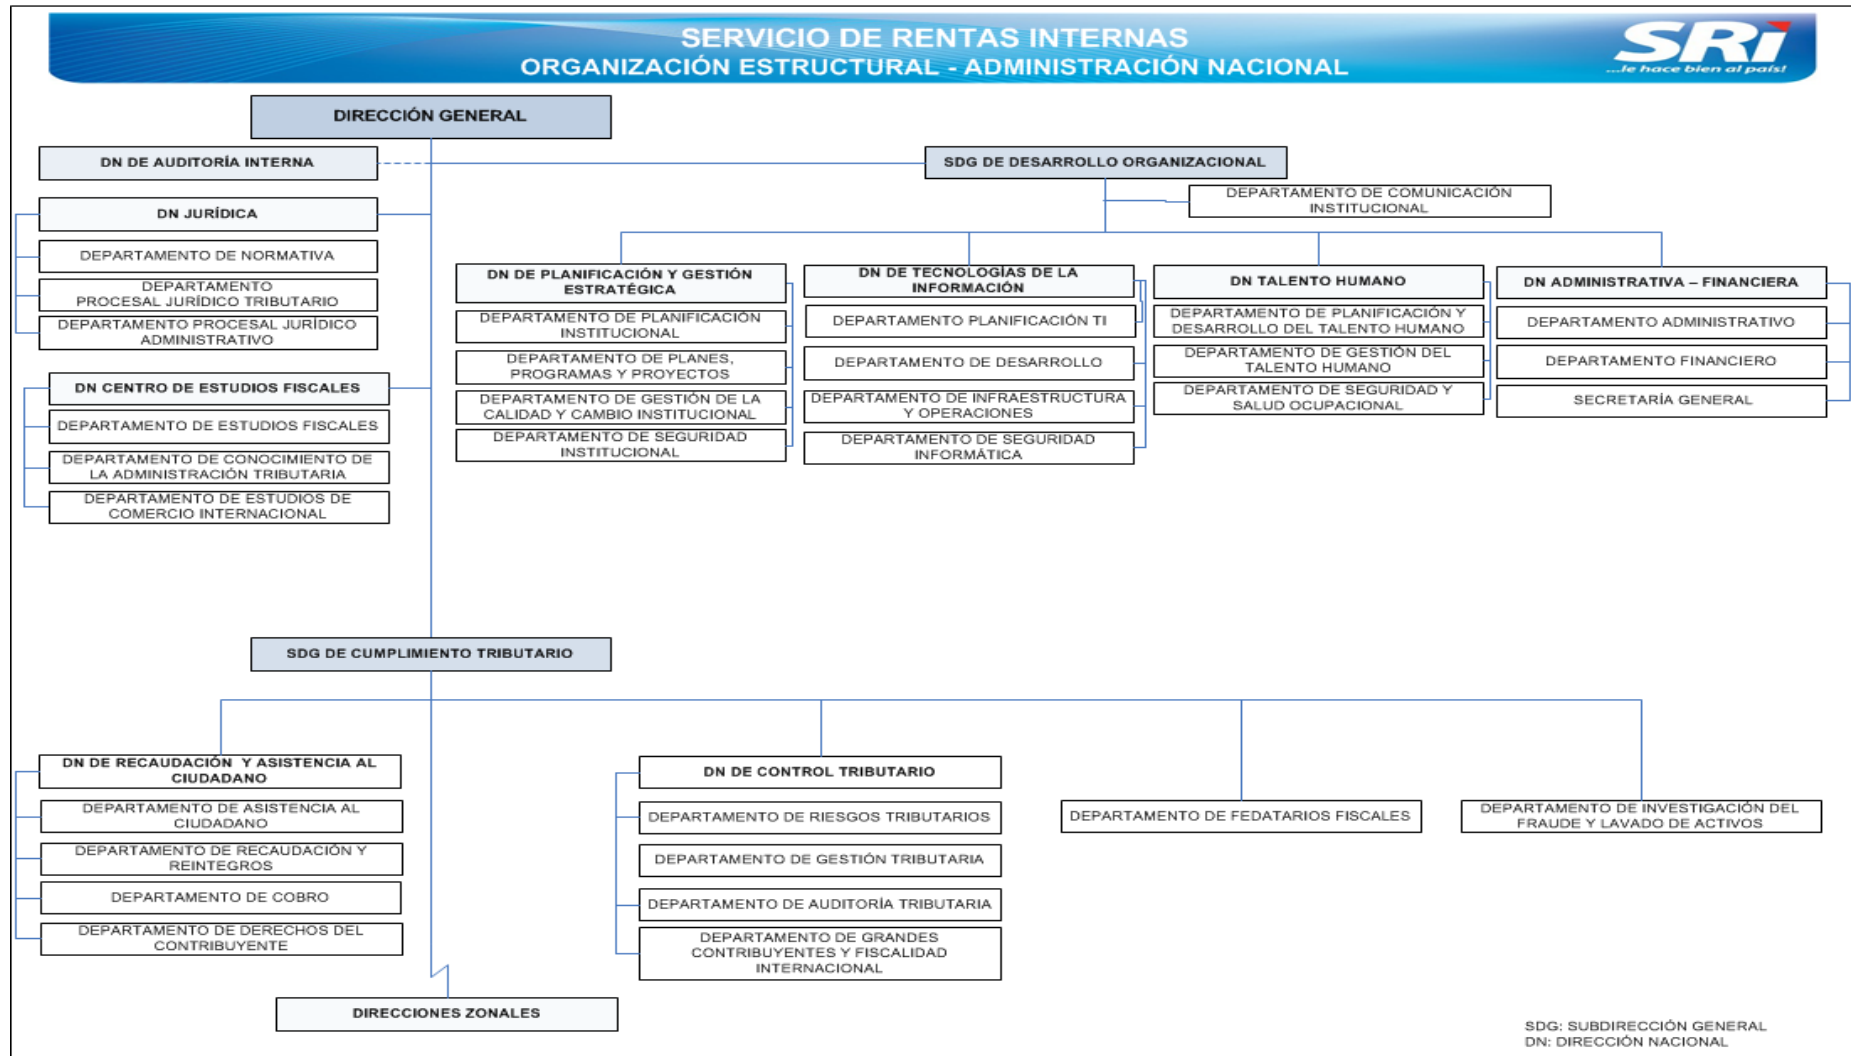 SERVICIO DE RENTAS INTERNAS
ORGANIZACIÓN ESTRUCTURAL - ADMINISTRACIÓN NACIONAL
SRi
...le hace bien al país!
DIRECCIÓN GENERAL
DN DE AUDITORÍA INTERNA
SDG DE DESARROLLO ORGANIZACIONAL
DEPARTAMENTO DE COMUNICACIÓN
INSTITUCIONAL
DN JURÍDICA
DEPARTAMENTO DE NORMATIVA
DEPARTAMENTO
PROCESAL JURÍDICO TRIBUTARIO
DEPARTAMENTO PROCESAL JURÍDICO
ADMINISTRATIVO
DN CENTRO DE ESTUDIOS FISCALES
DEPARTAMENTO DE ESTUDIOS FISCALES
DEPARTAMENTO DE CONOCIMIENTO DE
LA ADMINISTRACIÓN TRIBUTARIA
DEPARTAMENTO DE ESTUDIOS DE
COMERCIO INTERNACIONAL
DN DE PLANIFICACIÓN Y GESTIÓN
ESTRATÉGICA
DEPARTAMENTO DE PLANIFICACIÓN
INSTITUCIONAL
DEPARTAMENTO DE PLANES,
PROGRAMAS Y PROYECTOS
DEPARTAMENTO DE GESTIÓN DE LA
CALIDAD Y CAMBIO INSTITUCIONAL
DEPARTAMENTO DE SEGURIDAD
INSTITUCIONAL
DN DE TECNOLOGÍAS DE LA
INFORMACIÓN
DEPARTAMENTO PLANIFICACIÓN TI
DEPARTAMENTO DE DESARROLLO
DEPARTAMENTO DE INFRAESTRUCTURA
Y OPERACIONES
DEPARTAMENTO DE SEGURIDAD
INFORMÁTICA
DN TALENTO HUMANO
DEPARTAMENTO DE PLANIFICACIÓN Y
DESARROLLO DEL TALENTO HUMANO
DEPARTAMENTO DE GESTIÓN DEL
TALENTO HUMANO
DEPARTAMENTO DE SEGURIDAD Y
SALUD OCUPACIONAL
DN ADMINISTRATIVA – FINANCIERA
DEPARTAMENTO ADMINISTRATIVO
DEPARTAMENTO FINANCIERO
SECRETARÍA GENERAL
SDG DE CUMPLIMIENTO TRIBUTARIO
DN DE RECAUDACIÓN Y ASISTENCIA AL
CIUDADANO
DEPARTAMENTO DE ASISTENCIA AL
CIUDADANO
DEPARTAMENTO DE RECAUDACIÓN Y
REINTEGROS
DEPARTAMENTO DE COBRO
DEPARTAMENTO DE DERECHOS DEL
CONTRIBUYENTE
DN DE CONTROL TRIBUTARIO
DEPARTAMENTO DE RIESGOS TRIBUTARIOS
DEPARTAMENTO DE GESTIÓN TRIBUTARIA
DEPARTAMENTO DE AUDITORÍA TRIBUTARIA
DEPARTAMENTO DE GRANDES
CONTRIBUYENTES Y FISCALIDAD
INTERNACIONAL
DEPARTAMENTO DE FEDATARIOS FISCALES
DEPARTAMENTO DE INVESTIGACIÓN DEL
FRAUDE Y LAVADO DE ACTIVOS
DIRECCIONES ZONALES
SDG: SUBDIRECCIÓN GENERAL
DN: DIRECCIÓN NACIONAL